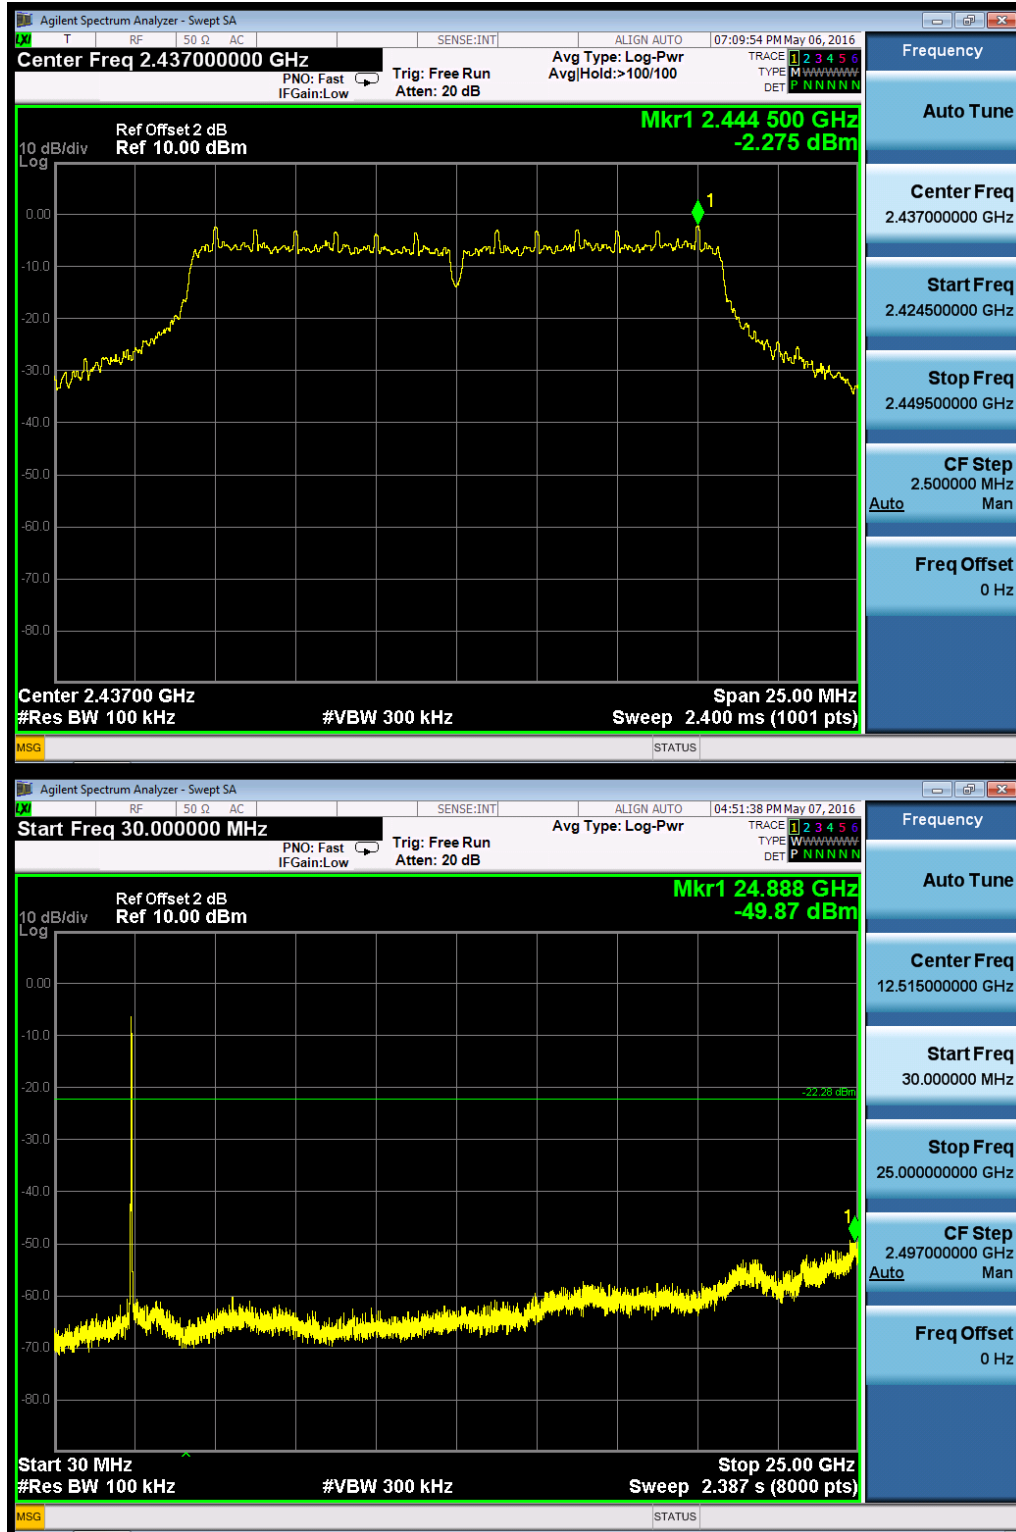 Agilent Spectrum Analyzer - Swept SA
LXI T RF 50 Ω AC SENSE:INT ALIGN AUTO 07:09:54 PM May 06, 2016
Center Freq 2.437000000 GHz
PNO: Fast
IFGain:Low
Trig: Free Run
Atten: 20 dB
Avg Type: Log-Pwr
Avg|Hold:>100/100
TRACE 1 2 3 4 5 6
TYPE M WWWWW
DET P N N N N N
Ref Offset 2 dB
10 dB/div Ref 10.00 dBm
Log
Mkr1 2.444 500 GHz
-2.275 dBm
1
0.00
-10.0
-20.0
-30.0
-40.0
-50.0
-60.0
-70.0
-80.0
Center 2.43700 GHz Span 25.00 MHz
#Res BW 100 kHz #VBW 300 kHz Sweep 2.400 ms (1001 pts)
MSG STATUS
Frequency
Auto Tune
Center Freq
2.437000000 GHz
Start Freq
2.424500000 GHz
Stop Freq
2.449500000 GHz
CF Step
2.500000 MHz
Auto Man
Freq Offset
0 Hz
Agilent Spectrum Analyzer - Swept SA
LXI RF 50 Ω AC SENSE:INT ALIGN AUTO 04:51:38 PM May 07, 2016
Start Freq 30.000000 MHz
PNO: Fast
IFGain:Low
Trig: Free Run
Atten: 20 dB
Avg Type: Log-Pwr
TRACE 1 2 3 4 5 6
TYPE WWWWWW
DET P N N N N N
Ref Offset 2 dB
10 dB/div Ref 10.00 dBm
Log
Mkr1 24.888 GHz
-49.87 dBm
0.00
-10.0
-20.0
-22.28 dBm
-30.0
-40.0
1
-50.0
-60.0
-70.0
-80.0
Start 30 MHz Stop 25.00 GHz
#Res BW 100 kHz #VBW 300 kHz Sweep 2.387 s (8000 pts)
MSG STATUS
Frequency
Auto Tune
Center Freq
12.515000000 GHz
Start Freq
30.000000 MHz
Stop Freq
25.000000000 GHz
CF Step
2.497000000 GHz
Auto Man
Freq Offset
0 Hz